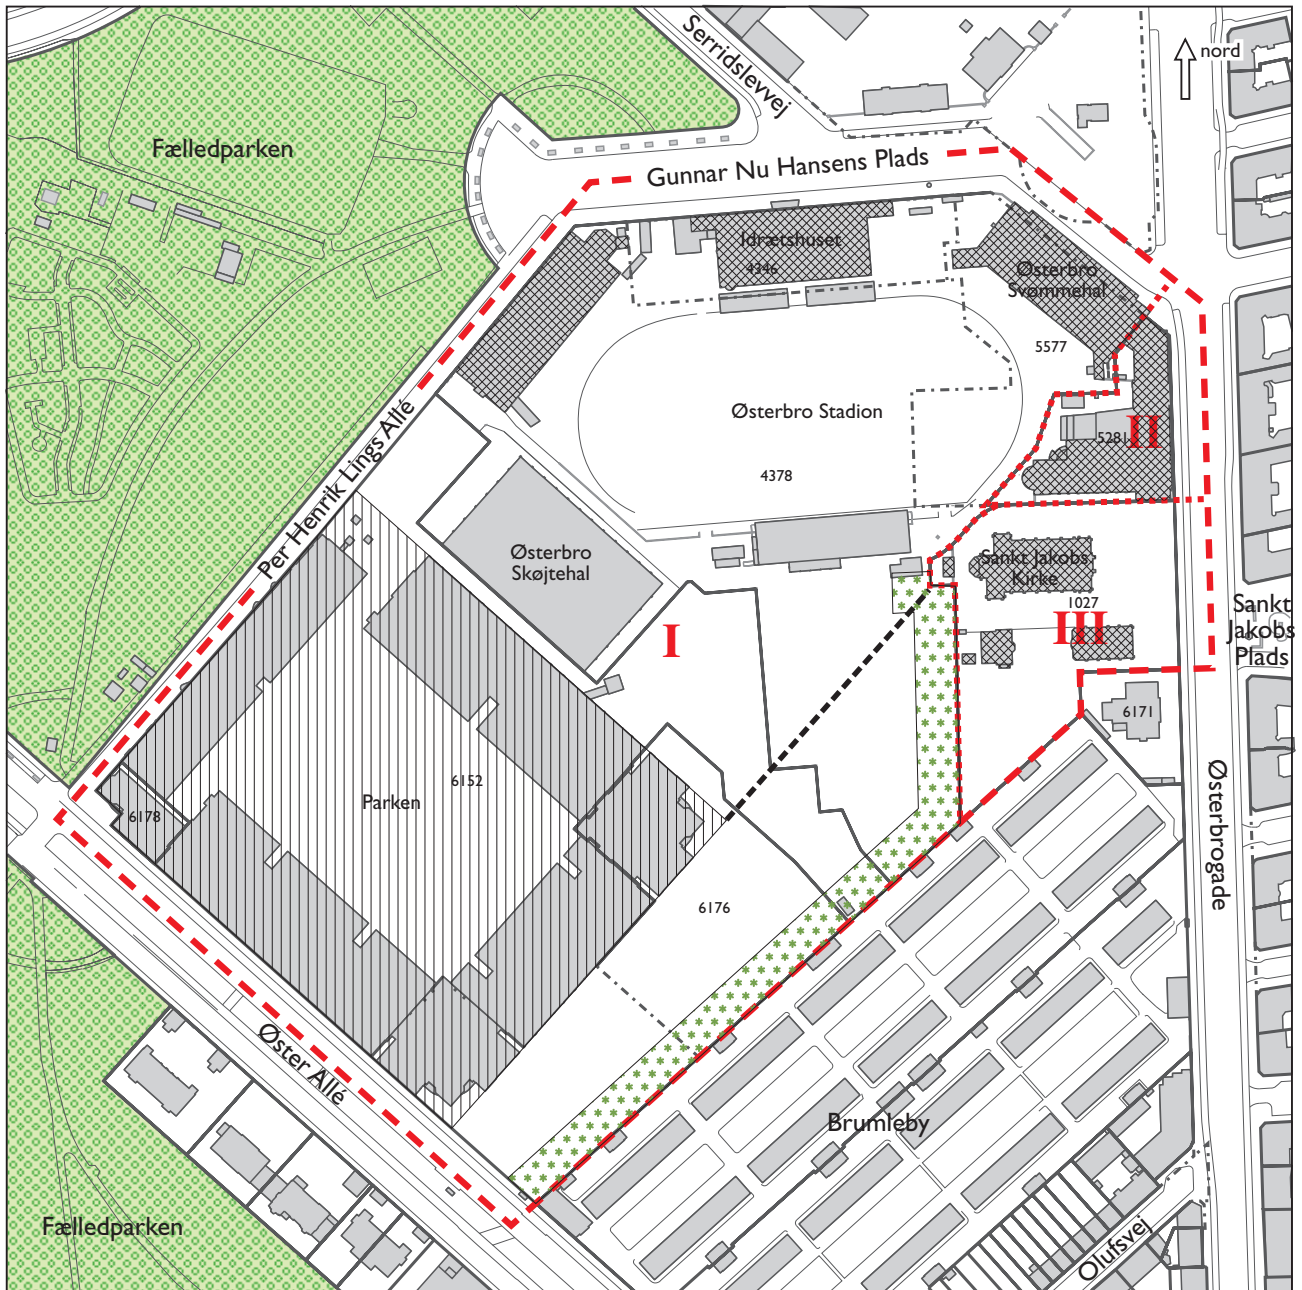 Serridslevvej
nord
Fælledparken
Gunnar Nu Hansens Plads
Idrætshuset
4346
Østerbro
Svømmehal
5577
Per Henrik Lings Allé
Østerbro Stadion
5281
II
4378
Østerbro
Skøjtehal
Sankt Jakobs
Kirke
1027
Sankt
Jakobs
Plads
I
III
6171
6152
Parken
6178
Østerbrogade
6176
Øster Allé
Brumleby
Fælledparken
Olufsvej